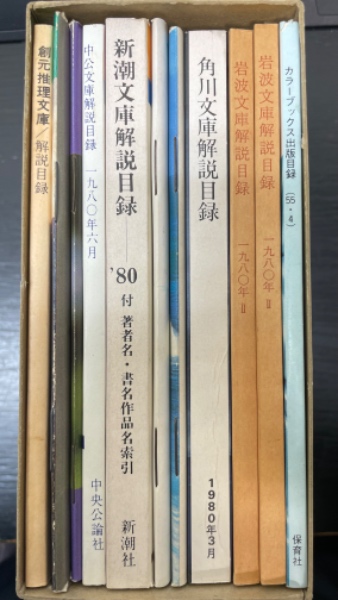 創元推理文庫／解説目録
中公文庫解説目録 一九八〇年六月 中央公論社
新潮文庫解説目録 '80 付 著者名・書名作品名索引 新潮社
角川文庫解説目録 1980年3月
岩波文庫解説目録 一九八〇年 II
岩波文庫解説目録 一九八〇年 II
カラーブックス出版目録 (55・4) 保育社